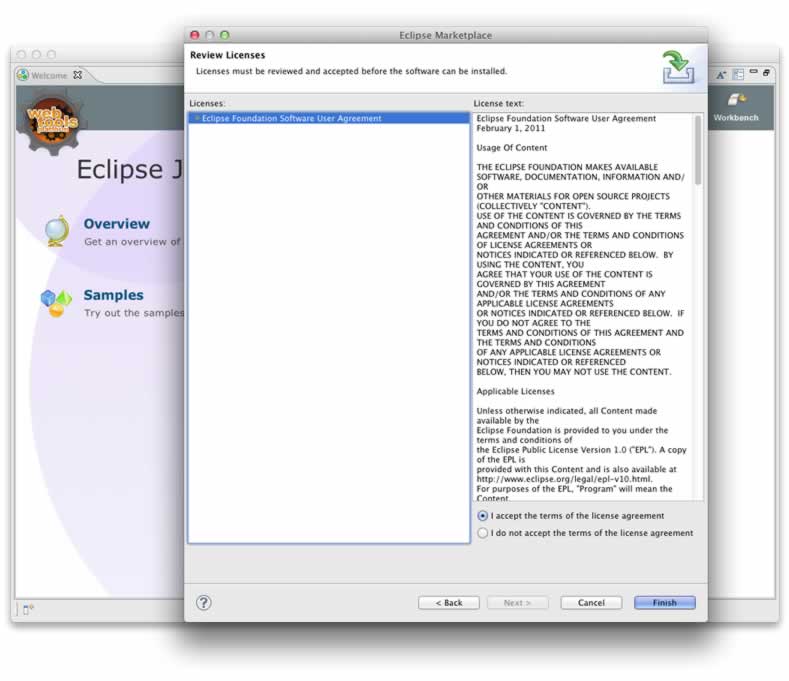 Eclipse Marketplace
Welcome
web
tools
platform
Workbench
Eclipse J
Overview
Get an overview of
Samples
Try out the samples
Review Licenses
Licenses must be reviewed and accepted before the software can be installed.
Licenses:
Eclipse Foundation Software User Agreement
License text:
Eclipse Foundation Software User Agreement
February 1, 2011
Usage Of Content
THE ECLIPSE FOUNDATION MAKES AVAILABLE
SOFTWARE, DOCUMENTATION, INFORMATION AND/
OR
OTHER MATERIALS FOR OPEN SOURCE PROJECTS
(COLLECTIVELY "CONTENT").
USE OF THE CONTENT IS GOVERNED BY THE TERMS
AND CONDITIONS OF THIS
AGREEMENT AND/OR THE TERMS AND CONDITIONS
OF LICENSE AGREEMENTS OR
NOTICES INDICATED OR REFERENCED BELOW.  BY
USING THE CONTENT, YOU
AGREE THAT YOUR USE OF THE CONTENT IS
GOVERNED BY THIS AGREEMENT
AND/OR THE TERMS AND CONDITIONS OF ANY
APPLICABLE LICENSE AGREEMENTS
OR NOTICES INDICATED OR REFERENCED BELOW.  IF
YOU DO NOT AGREE TO THE
TERMS AND CONDITIONS OF THIS AGREEMENT AND
THE TERMS AND CONDITIONS
OF ANY APPLICABLE LICENSE AGREEMENTS OR
NOTICES INDICATED OR REFERENCED
BELOW, THEN YOU MAY NOT USE THE CONTENT.
Applicable Licenses
Unless otherwise indicated, all Content made
available by the
Eclipse Foundation is provided to you under the
terms and conditions of
the Eclipse Public License Version 1.0 ("EPL"). A copy
of the EPL is
provided with this Content and is also available at
http://www.eclipse.org/legal/epl-v10.html.
For purposes of the EPL, "Program" will mean the
Content.
I accept the terms of the license agreement
I do not accept the terms of the license agreement
?
< Back
Next >
Cancel
Finish